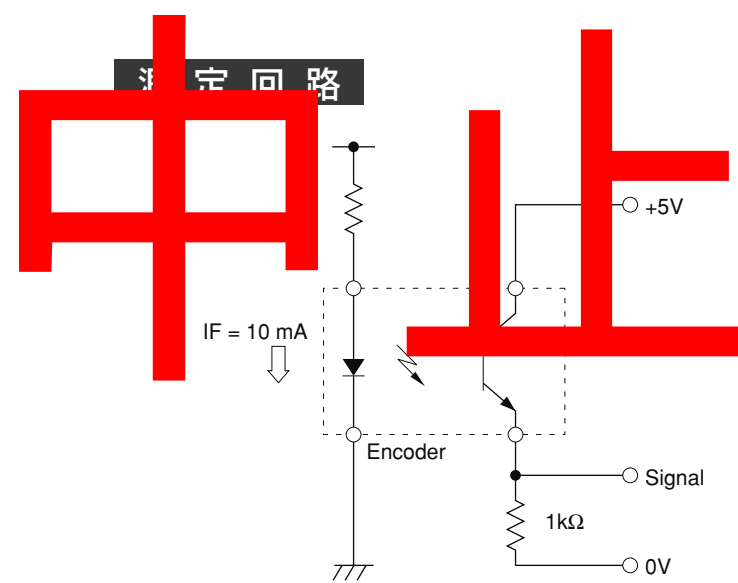 中止
測定回路
+5V
IF = 10 mA
Encoder
Signal
1kΩ
0V